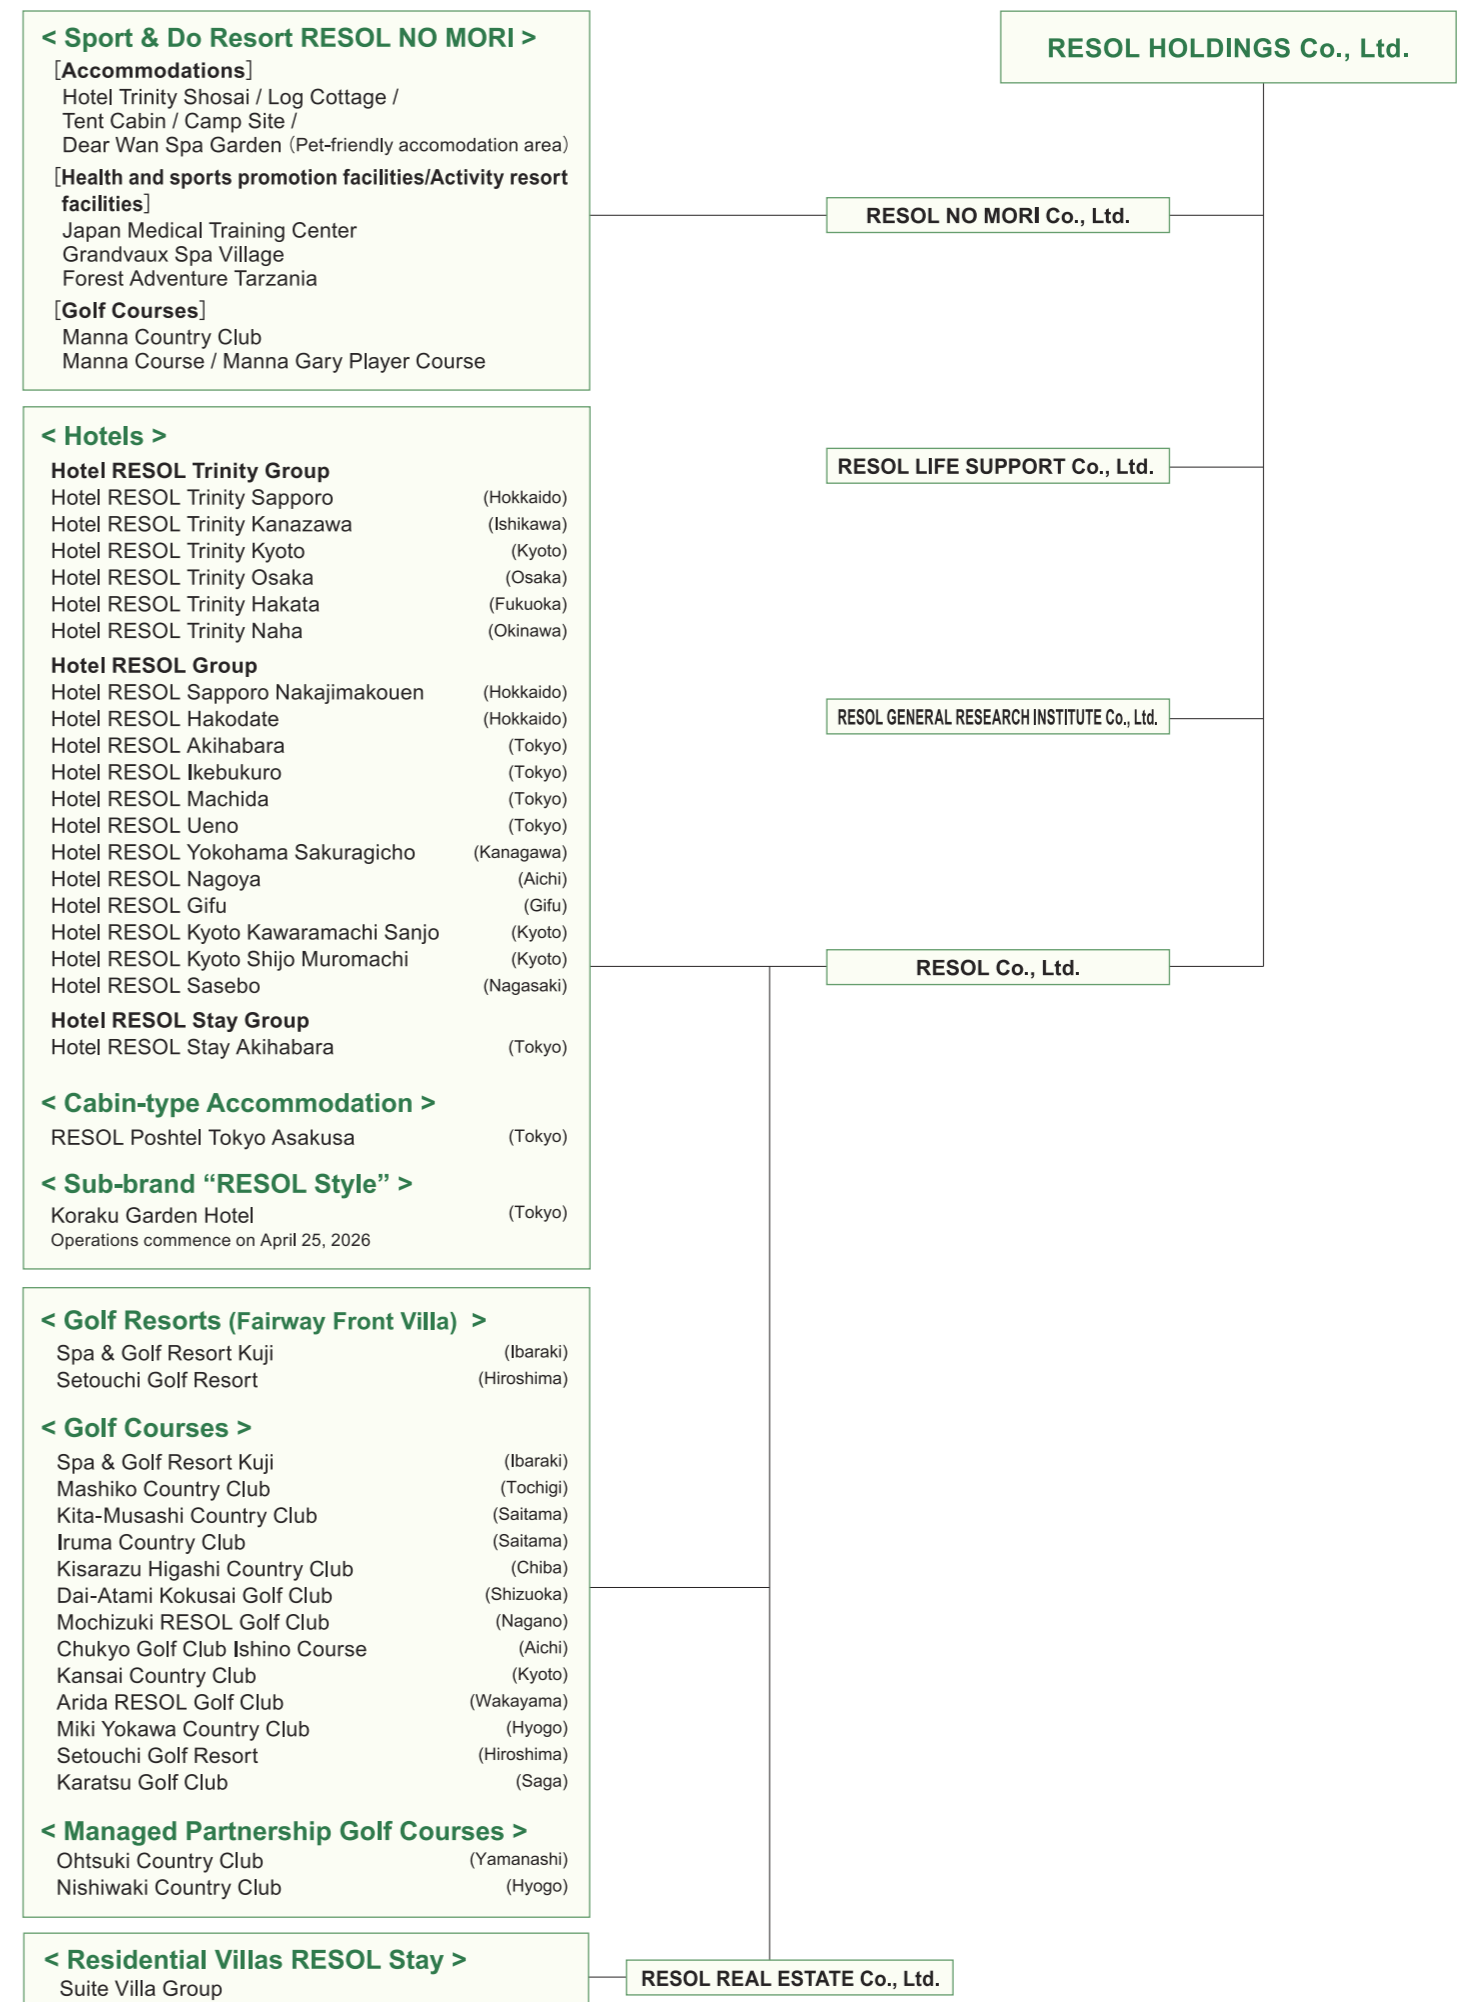 < Sport & Do Resort RESOL NO MORI >
[Accommodations]
Hotel Trinity Shosai / Log Cottage /
Tent Cabin / Camp Site /
Dear Wan Spa Garden (Pet-friendly accomodation area)
[Health and sports promotion facilities/Activity resort
facilities]
Japan Medical Training Center
Grandvaux Spa Village
Forest Adventure Tarzania
[Golf Courses]
Manna Country Club
Manna Course / Manna Gary Player Course
RESOL HOLDINGS Co., Ltd.
RESOL NO MORI Co., Ltd.
RESOL LIFE SUPPORT Co., Ltd.
RESOL GENERAL RESEARCH INSTITUTE Co., Ltd.
RESOL Co., Ltd.
< Hotels >
Hotel RESOL Trinity Group
Hotel RESOL Trinity Sapporo (Hokkaido)
Hotel RESOL Trinity Kanazawa (Ishikawa)
Hotel RESOL Trinity Kyoto (Kyoto)
Hotel RESOL Trinity Osaka (Osaka)
Hotel RESOL Trinity Hakata (Fukuoka)
Hotel RESOL Trinity Naha (Okinawa)
Hotel RESOL Group
Hotel RESOL Sapporo Nakajimakouen (Hokkaido)
Hotel RESOL Hakodate (Hokkaido)
Hotel RESOL Akihabara (Tokyo)
Hotel RESOL Ikebukuro (Tokyo)
Hotel RESOL Machida (Tokyo)
Hotel RESOL Ueno (Tokyo)
Hotel RESOL Yokohama Sakuragicho (Kanagawa)
Hotel RESOL Nagoya (Aichi)
Hotel RESOL Gifu (Gifu)
Hotel RESOL Kyoto Kawaramachi Sanjo (Kyoto)
Hotel RESOL Kyoto Shijo Muromachi (Kyoto)
Hotel RESOL Sasebo (Nagasaki)
Hotel RESOL Stay Group
Hotel RESOL Stay Akihabara (Tokyo)
< Cabin-type Accommodation >
RESOL Poshtel Tokyo Asakusa (Tokyo)
< Sub-brand “RESOL Style” >
Koraku Garden Hotel (Tokyo)
Operations commence on April 25, 2026
< Golf Resorts (Fairway Front Villa) >
Spa & Golf Resort Kuji (Ibaraki)
Setouchi Golf Resort (Hiroshima)
< Golf Courses >
Spa & Golf Resort Kuji (Ibaraki)
Mashiko Country Club (Tochigi)
Kita-Musashi Country Club (Saitama)
Iruma Country Club (Saitama)
Kisarazu Higashi Country Club (Chiba)
Dai-Atami Kokusai Golf Club (Shizuoka)
Mochizuki RESOL Golf Club (Nagano)
Chukyo Golf Club Ishino Course (Aichi)
Kansai Country Club (Kyoto)
Arida RESOL Golf Club (Wakayama)
Miki Yokawa Country Club (Hyogo)
Setouchi Golf Resort (Hiroshima)
Karatsu Golf Club (Saga)
< Managed Partnership Golf Courses >
Ohtsuki Country Club (Yamanashi)
Nishiwaki Country Club (Hyogo)
< Residential Villas RESOL Stay >
Suite Villa Group
RESOL REAL ESTATE Co., Ltd.